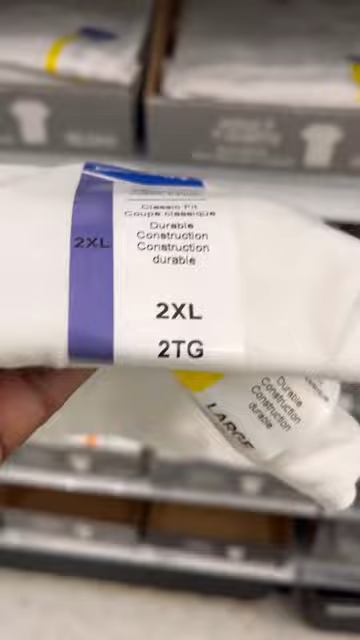 Classic Fit
Coupe classique
Durable
Construction
Construction
durable
2XL
2XL
2TG
Durable
Construction
Construction
durable
LARGE